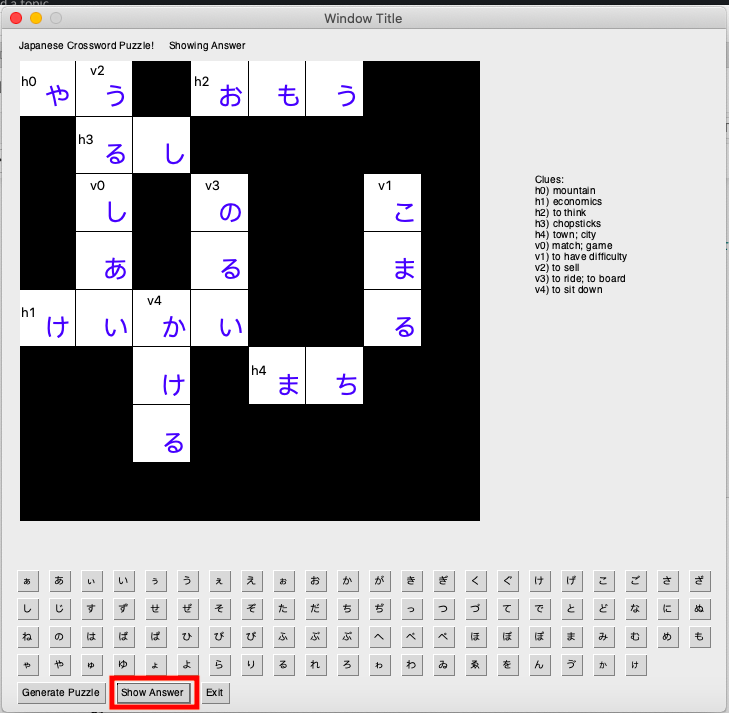 d a topic
Window Title
Japanese Crossword Puzzle! Showing Answer
h0 や v2 う h2 お も う
h3 る し
v0 し v3 の v1 こ
あ る ま
h1 け い v4 か い る
け h4 ま ち
る
Clues:
h0) mountain
h1) economics
h2) to think
h3) chopsticks
h4) town; city
v0) match; game
v1) to have difficulty
v2) to sell
v3) to ride; to board
v4) to sit down
ぁ あ ぃ い ぅ う ぇ え ぉ お か が き ぎ く ぐ け げ こ ご さ ざ
し じ す ず せ ぜ そ ぞ た だ ち ぢ っ つ づ て で と ど な に ぬ
ね の は ば ぱ ひ び ぴ ふ ぶ ぷ へ べ ぺ ほ ぼ ぽ ま み む め も
ゃ や ゅ ゆ ょ よ ら り る れ ろ ゎ わ ゐ ゑ を ん ゔ ゕ ゖ
Generate Puzzle Show Answer Exit